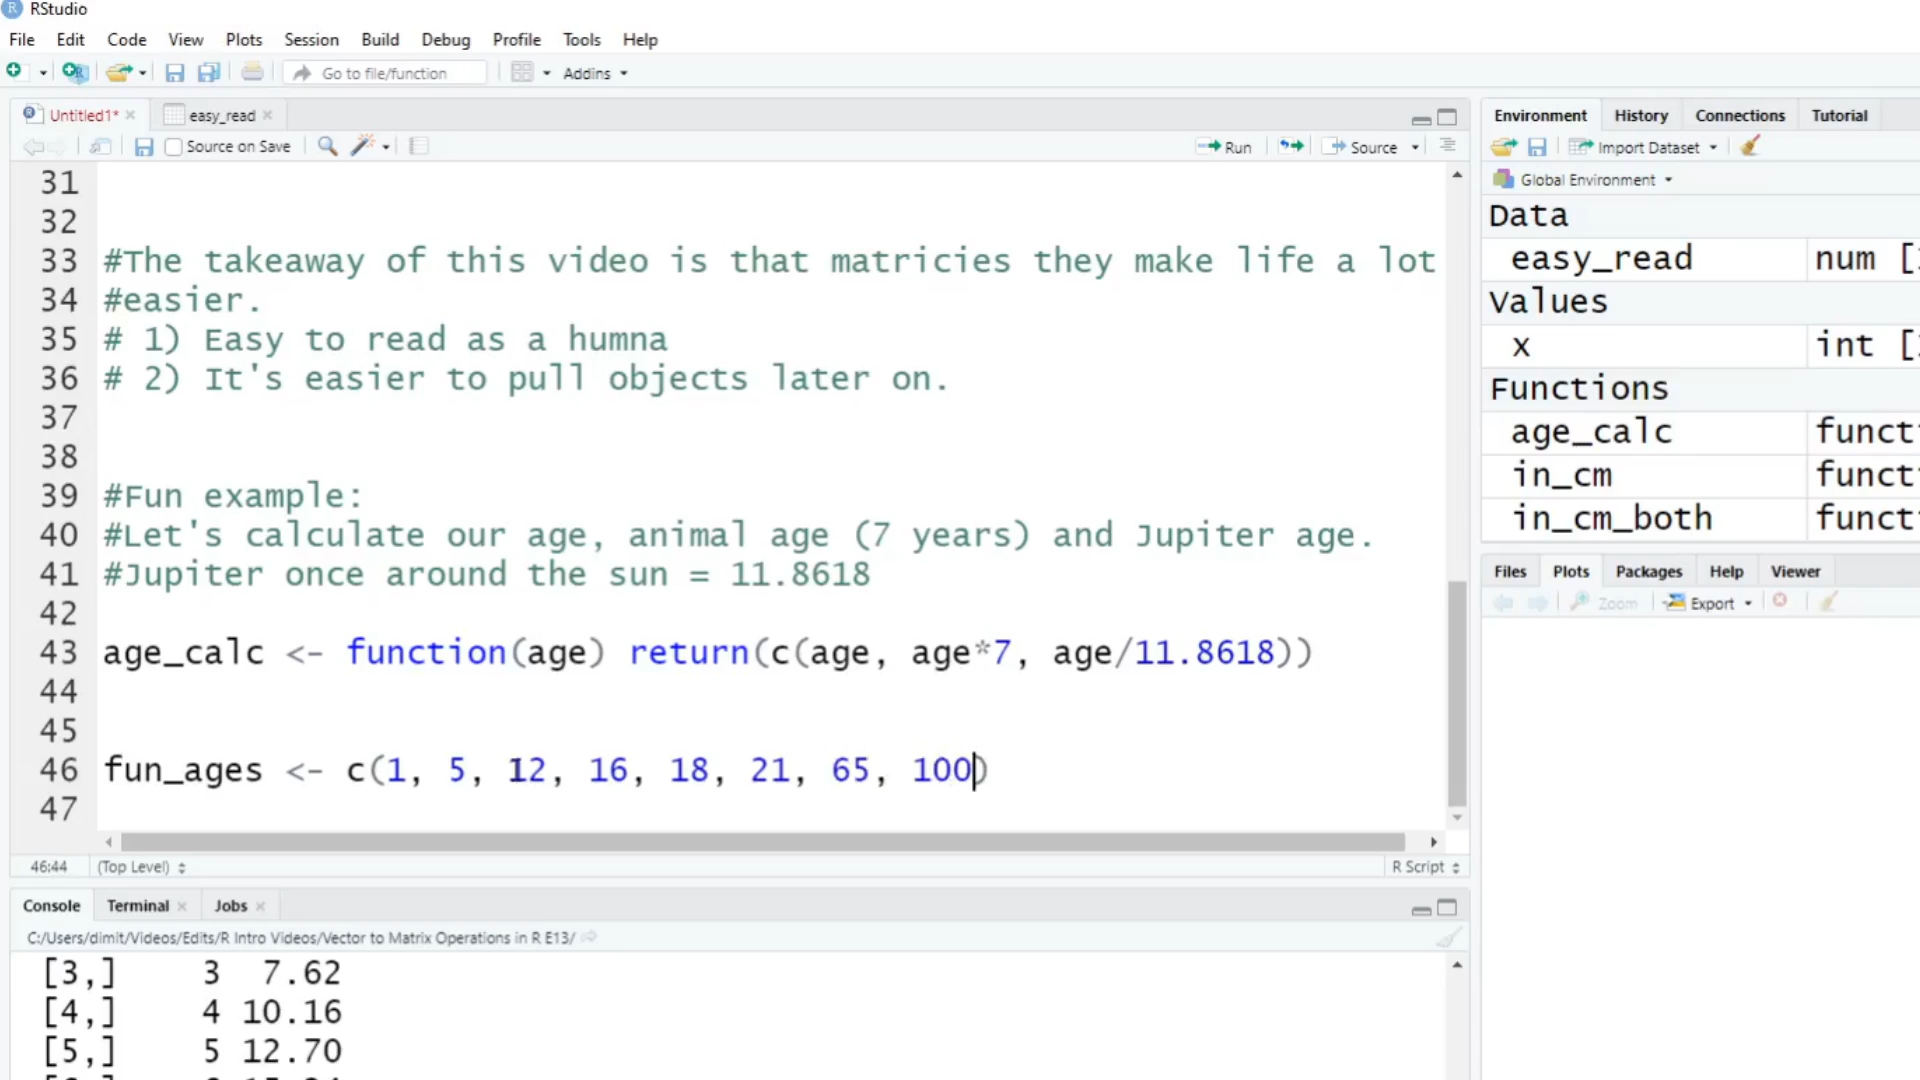 RStudio
File Edit Code View Plots Session Build Debug Profile Tools Help
Go to file/function Addins
Untitled1* easy_read
Source on Save Run Source
31
32
33 #The takeaway of this video is that matricies they make life a lot
34 #easier.
35 # 1) Easy to read as a humna
36 # 2) It's easier to pull objects later on.
37
38
39 #Fun example:
40 #Let's calculate our age, animal age (7 years) and Jupiter age.
41 #Jupiter once around the sun = 11.8618
42
43 age_calc <- function(age) return(c(age, age*7, age/11.8618))
44
45
46 fun_ages <- c(1, 5, 12, 16, 18, 21, 65, 100)
47
46:44 (Top Level) R Script
Console Terminal Jobs
C:/Users/dimit/Videos/Edits/R Intro Videos/Vector to Matrix Operations in R E13/
[3,] 3 7.62
[4,] 4 10.16
[5,] 5 12.70
Environment History Connections Tutorial
Import Dataset
Global Environment
Data
easy_read num [
Values
x int [
Functions
age_calc functi
in_cm functi
in_cm_both functi
Files Plots Packages Help Viewer
Zoom Export